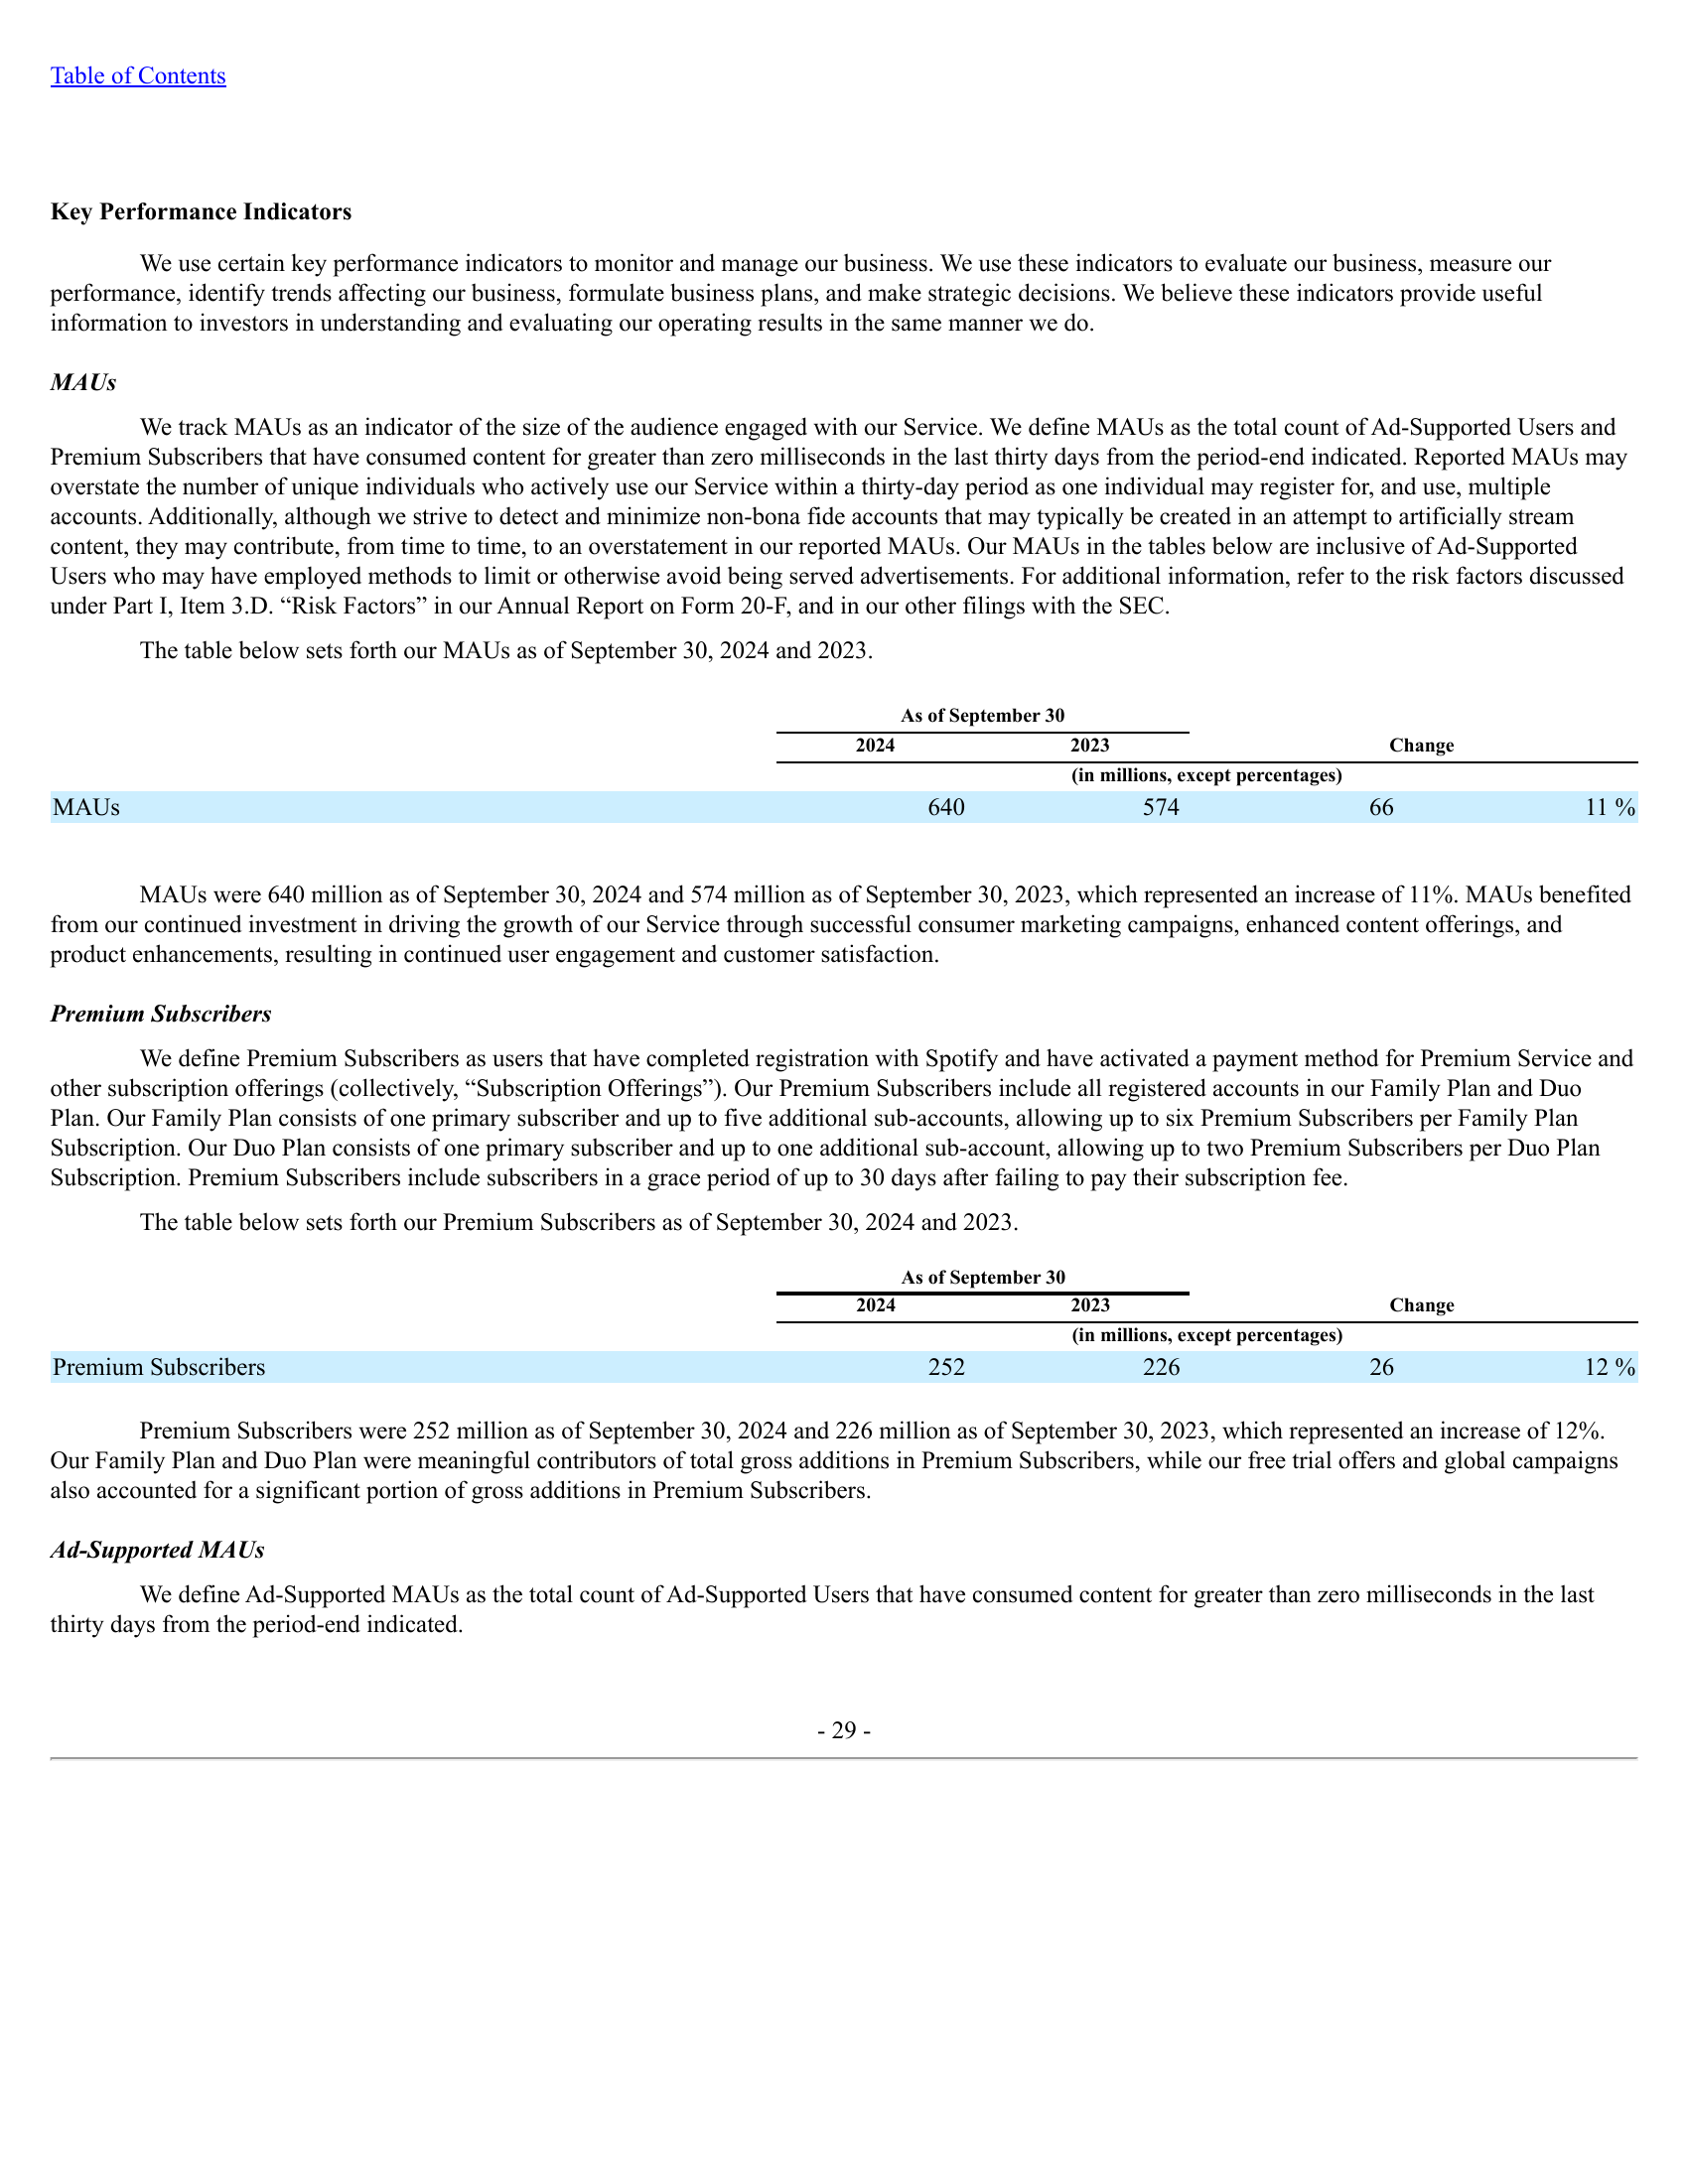 Table of Contents
Key Performance Indicators
We use certain key performance indicators to monitor and manage our business. We use these indicators to evaluate our business, measure our
performance, identify trends affecting our business, formulate business plans, and make strategic decisions. We believe these indicators provide useful
information to investors in understanding and evaluating our operating results in the same manner we do.
MAUs
We track MAUs as an indicator of the size of the audience engaged with our Service. We define MAUs as the total count of Ad-Supported Users and
Premium Subscribers that have consumed content for greater than zero milliseconds in the last thirty days from the period-end indicated. Reported MAUs may
overstate the number of unique individuals who actively use our Service within a thirty-day period as one individual may register for, and use, multiple
accounts. Additionally, although we strive to detect and minimize non-bona fide accounts that may typically be created in an attempt to artificially stream
content, they may contribute, from time to time, to an overstatement in our reported MAUs. Our MAUs in the tables below are inclusive of Ad-Supported
Users who may have employed methods to limit or otherwise avoid being served advertisements. For additional information, refer to the risk factors discussed
under Part I, Item 3.D. “Risk Factors” in our Annual Report on Form 20-F, and in our other filings with the SEC.
The table below sets forth our MAUs as of September 30, 2024 and 2023.
As of September 30
2024 2023 Change
(in millions, except percentages)
MAUs 640 574 66 11 %
MAUs were 640 million as of September 30, 2024 and 574 million as of September 30, 2023, which represented an increase of 11%. MAUs benefited
from our continued investment in driving the growth of our Service through successful consumer marketing campaigns, enhanced content offerings, and
product enhancements, resulting in continued user engagement and customer satisfaction.
Premium Subscribers
We define Premium Subscribers as users that have completed registration with Spotify and have activated a payment method for Premium Service and
other subscription offerings (collectively, “Subscription Offerings”). Our Premium Subscribers include all registered accounts in our Family Plan and Duo
Plan. Our Family Plan consists of one primary subscriber and up to five additional sub-accounts, allowing up to six Premium Subscribers per Family Plan
Subscription. Our Duo Plan consists of one primary subscriber and up to one additional sub-account, allowing up to two Premium Subscribers per Duo Plan
Subscription. Premium Subscribers include subscribers in a grace period of up to 30 days after failing to pay their subscription fee.
The table below sets forth our Premium Subscribers as of September 30, 2024 and 2023.
As of September 30
2024 2023 Change
(in millions, except percentages)
Premium Subscribers 252 226 26 12 %
Premium Subscribers were 252 million as of September 30, 2024 and 226 million as of September 30, 2023, which represented an increase of 12%.
Our Family Plan and Duo Plan were meaningful contributors of total gross additions in Premium Subscribers, while our free trial offers and global campaigns
also accounted for a significant portion of gross additions in Premium Subscribers.
Ad-Supported MAUs
We define Ad-Supported MAUs as the total count of Ad-Supported Users that have consumed content for greater than zero milliseconds in the last
thirty days from the period-end indicated.
- 29 -